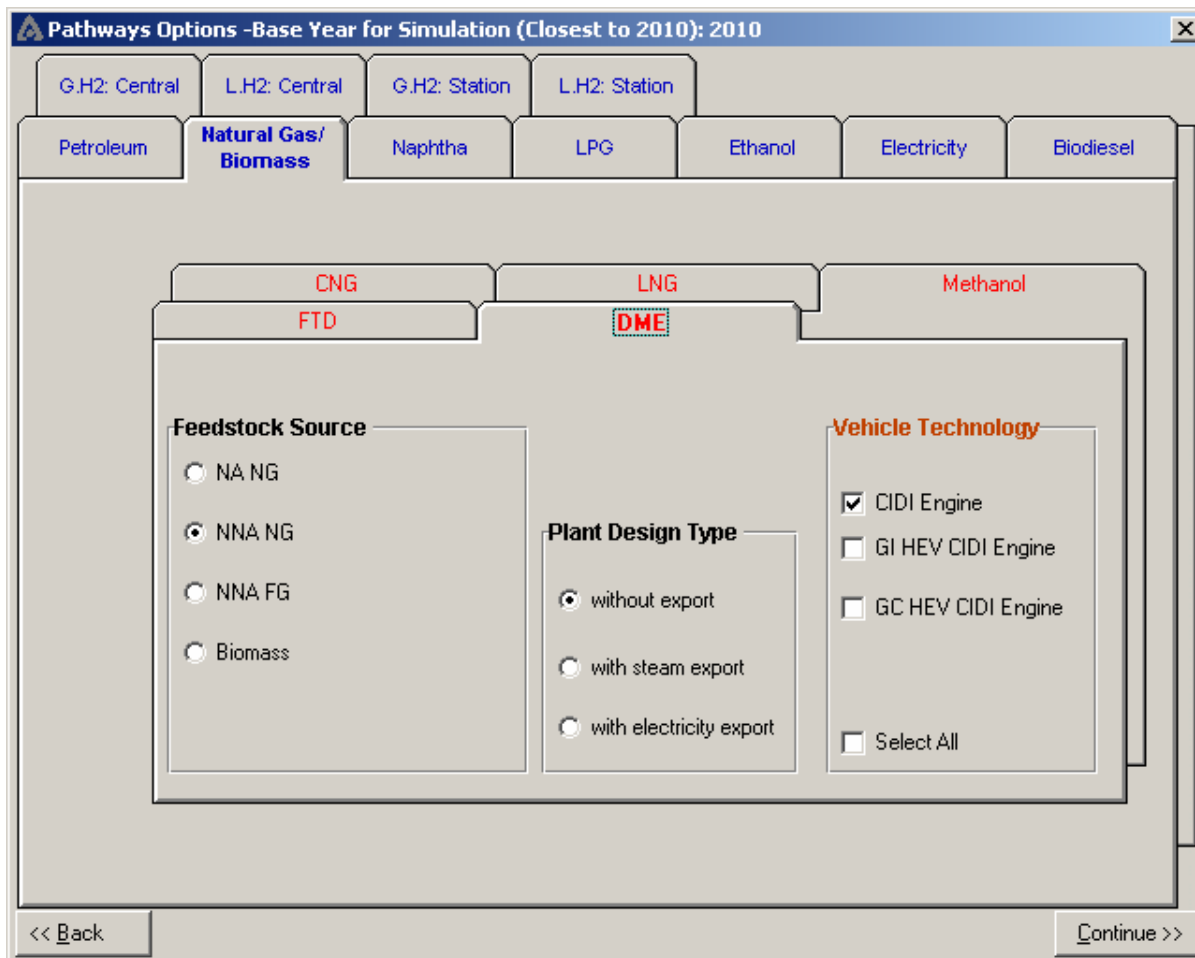 Pathways Options -Base Year for Simulation (Closest to 2010): 2010
G.H2: Central
L.H2: Central
G.H2: Station
L.H2: Station
Petroleum
Natural Gas/
Biomass
Naphtha
LPG
Ethanol
Electricity
Biodiesel
CNG
LNG
Methanol
FTD
DME
Feedstock Source
NA NG
NNA NG
NNA FG
Biomass
Plant Design Type
without export
with steam export
with electricity export
Vehicle Technology
CIDI Engine
GI HEV CIDI Engine
GC HEV CIDI Engine
Select All
<< Back
Continue >>